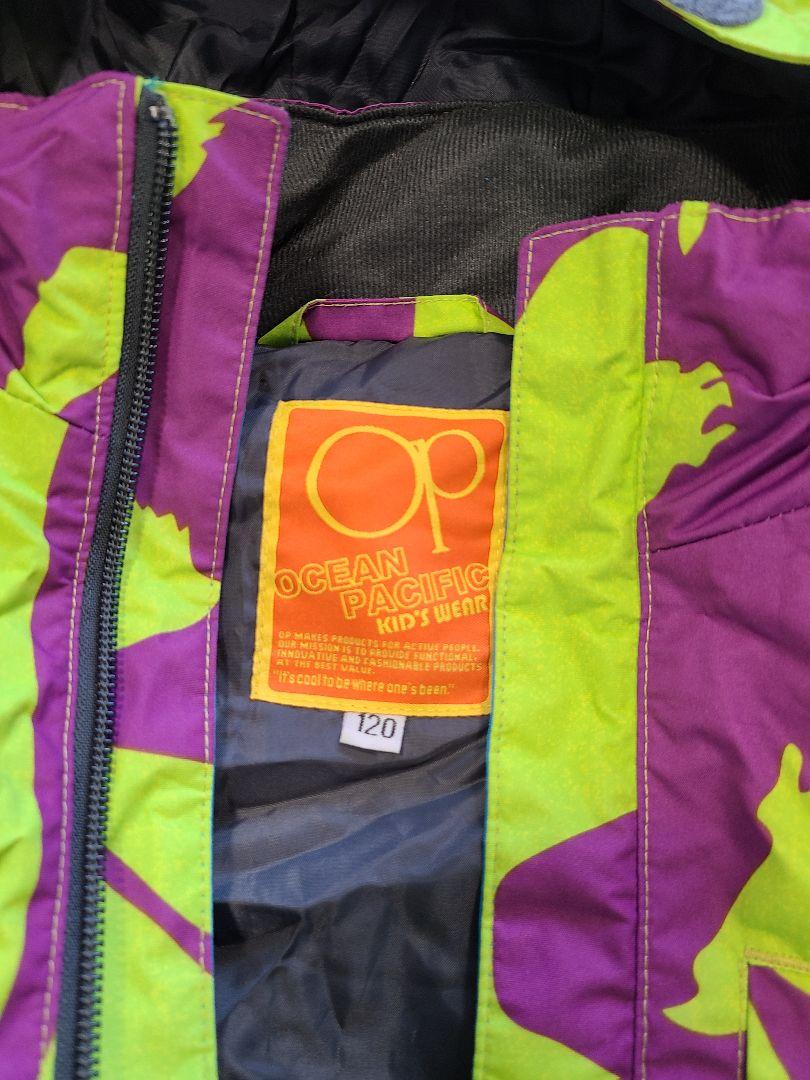 Op
OCEAN
PACIFIC
KID'S WEAR
OP MAKES PRODUCTS FOR ACTIVE PEOPLE.
OUR MISSION IS TO PROVIDE FUNCTIONAL,
INNOVATIVE AND FASHIONABLE PRODUCTS
AT THE BEST VALUE.
"It's cool to be where one's been."
120